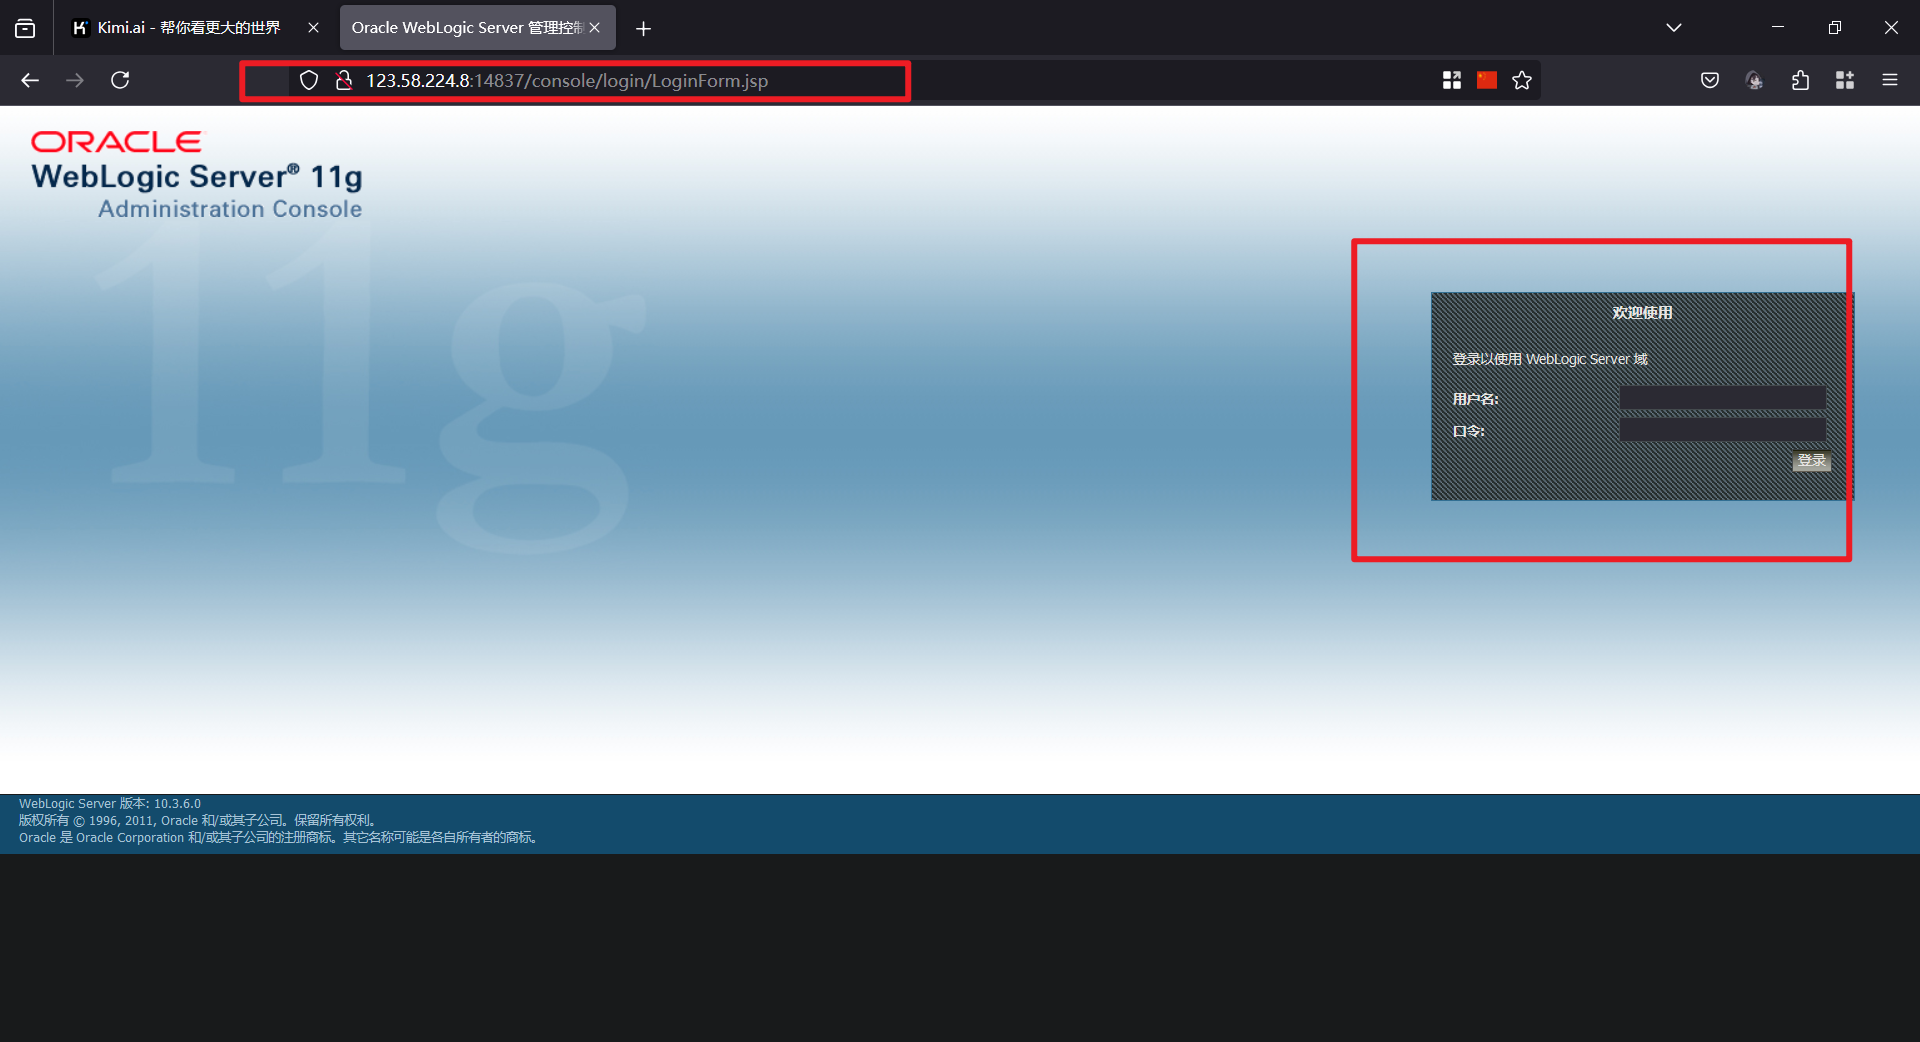 Kimi.ai - 帮你看更大的世界
Oracle WebLogic Server 管理控制
123.58.224.8:14837/console/login/LoginForm.jsp
ORACLE
WebLogic Server® 11g
Administration Console
11g
欢迎使用
登录以使用 WebLogic Server 域
用户名:
口令:
登录
WebLogic Server 版本: 10.3.6.0
版权所有 © 1996, 2011, Oracle 和/或其子公司。保留所有权利。
Oracle 是 Oracle Corporation 和/或其子公司的注册商标。其它名称可能是各自所有者的商标。